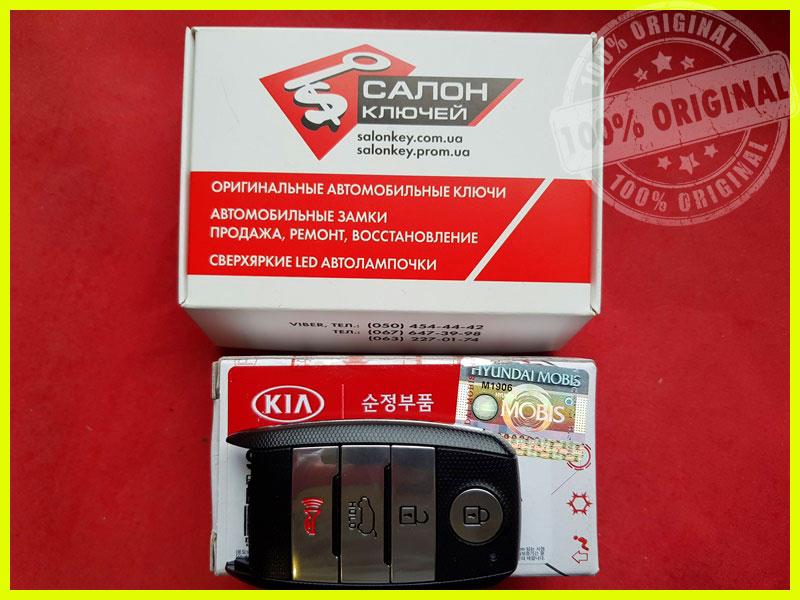 100% ORIGINAL
100% ORIGINAL
100% ORIGINAL
САЛОН
КЛЮЧЕЙ
salonkey.com.ua
salonkey.prom.ua
ОРИГИНАЛЬНЫЕ АВТОМОБИЛЬНЫЕ КЛЮЧИ
АВТОМОБИЛЬНЫЕ ЗАМКИ
ПРОДАЖА, РЕМОНТ, ВОССТАНОВЛЕНИЕ
СВЕРХЯРКИЕ LED АВТОЛАМПОЧКИ
VIBER, ТЕЛ.: (050) 454-44-42
ТЕЛ.: (067) 647-39-98
(063) 227-01-74
HYUNDAI MOBIS
M1906
MOBIS
KIA
순정부품
HOLD